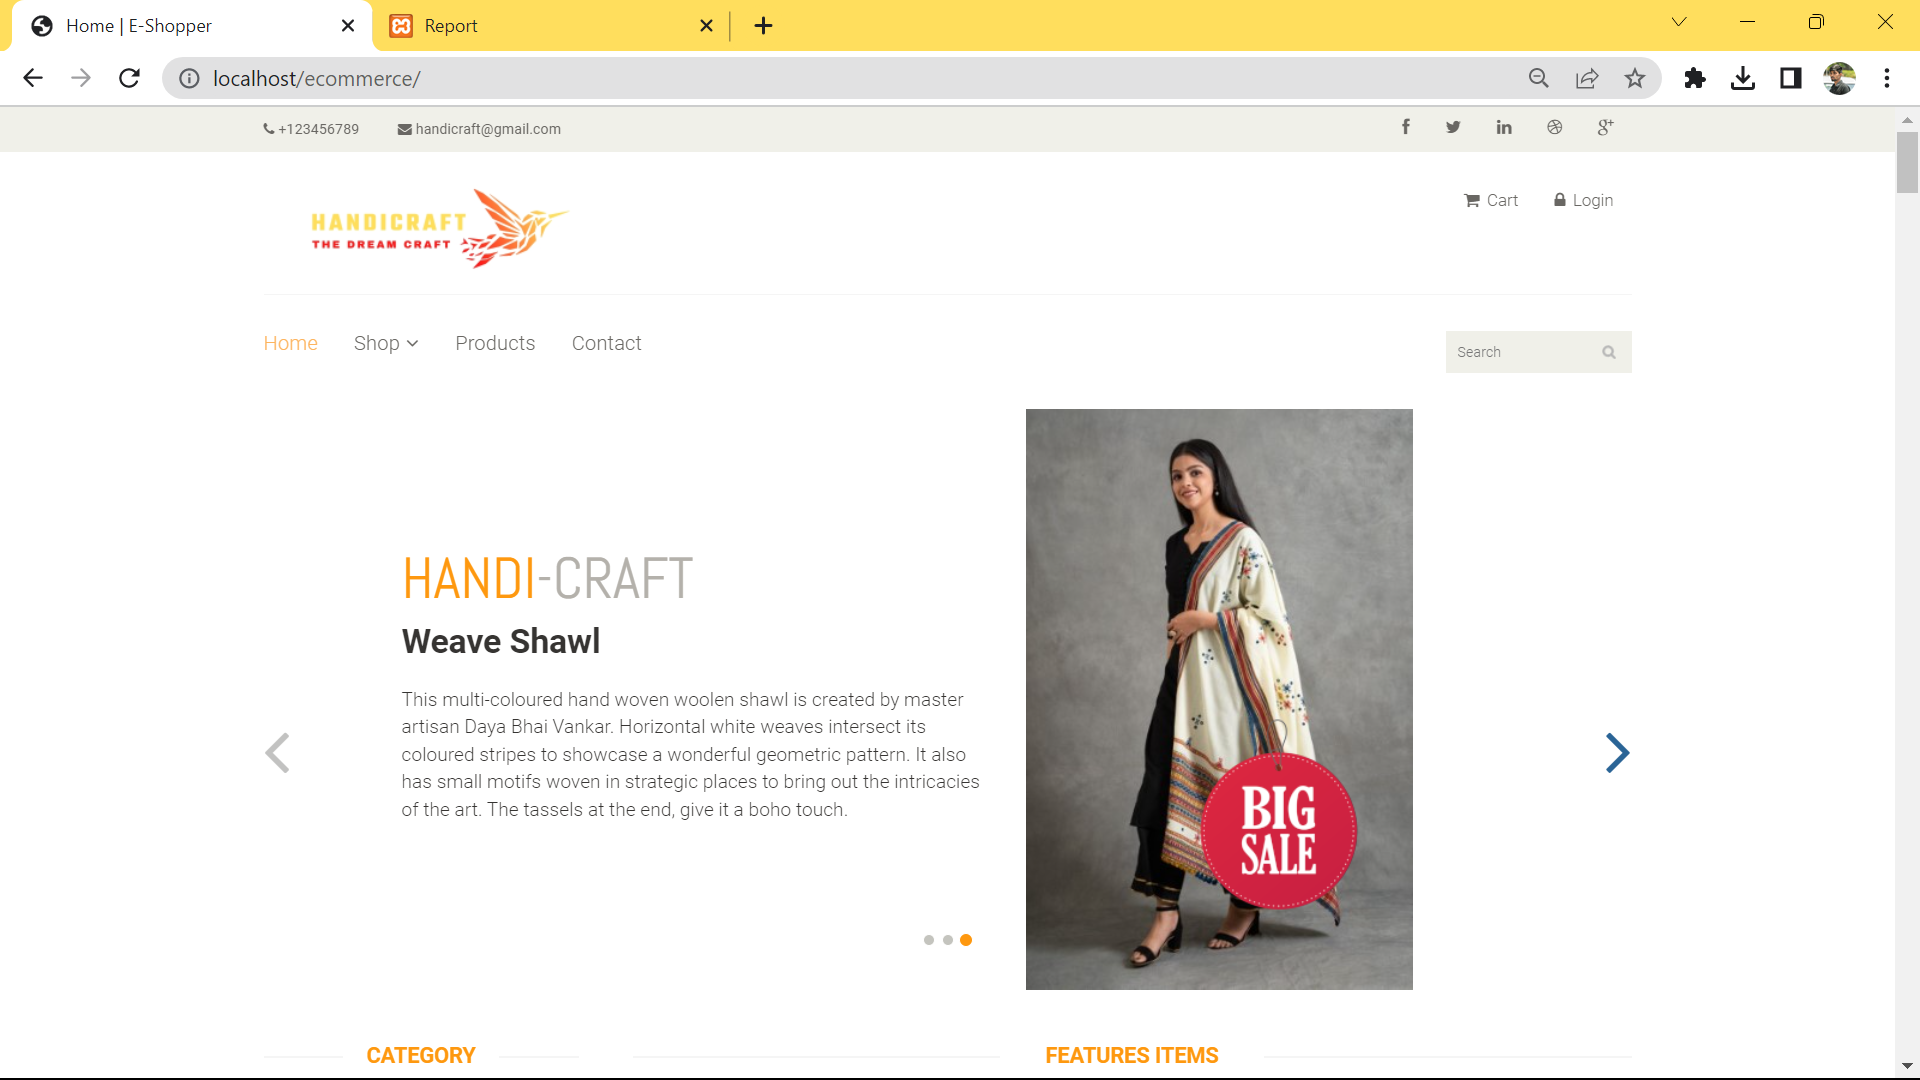 Home | E-Shopper
Report
localhost/ecommerce/
+123456789
handicraft@gmail.com
HANDICRAFT
THE DREAM CRAFT
Cart
Login
Home
Shop
Products
Contact
Search
HANDI-CRAFT
Weave Shawl
This multi-coloured hand woven woolen shawl is created by master
artisan Daya Bhai Vankar. Horizontal white weaves intersect its
coloured stripes to showcase a wonderful geometric pattern. It also
has small motifs woven in strategic places to bring out the intricacies
of the art. The tassels at the end, give it a boho touch.
BIG
SALE
CATEGORY
FEATURES ITEMS